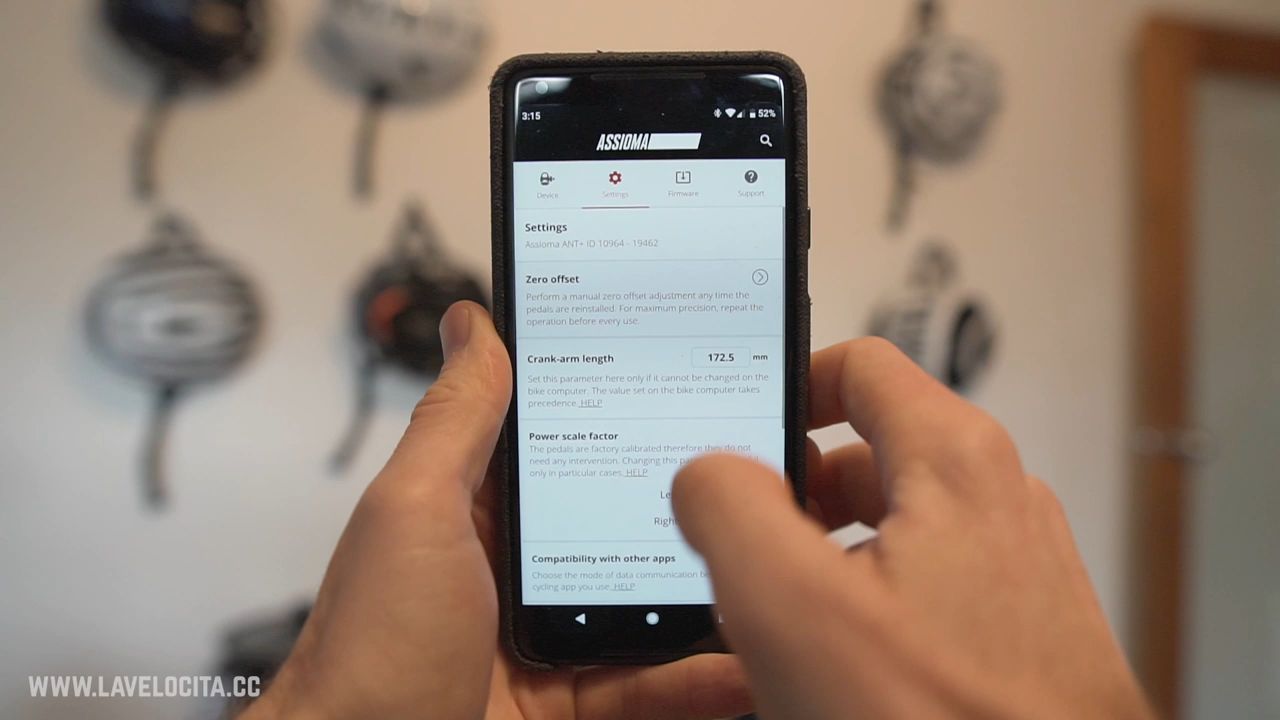 3:15
52%
ASSIOMA
Device
Settings
Firmware
Support
Settings
Assioma ANT+ ID 10964 - 19462
Zero offset
Perform a manual zero offset adjustment any time the
pedals are reinstalled. For maximum precision, repeat the
operation before every use.
Crank-arm length
172.5 mm
Set this parameter here only if it cannot be changed on the
bike computer. The value set on the bike computer takes
precedence. HELP
Power scale factor
The pedals are factory calibrated therefore they do not
need any intervention. Changing this
only in particular cases. HELP
Compatibility with other apps
Choose the mode of data communication
cycling app you use. HELP
WWW.LAVELOCITA.CC